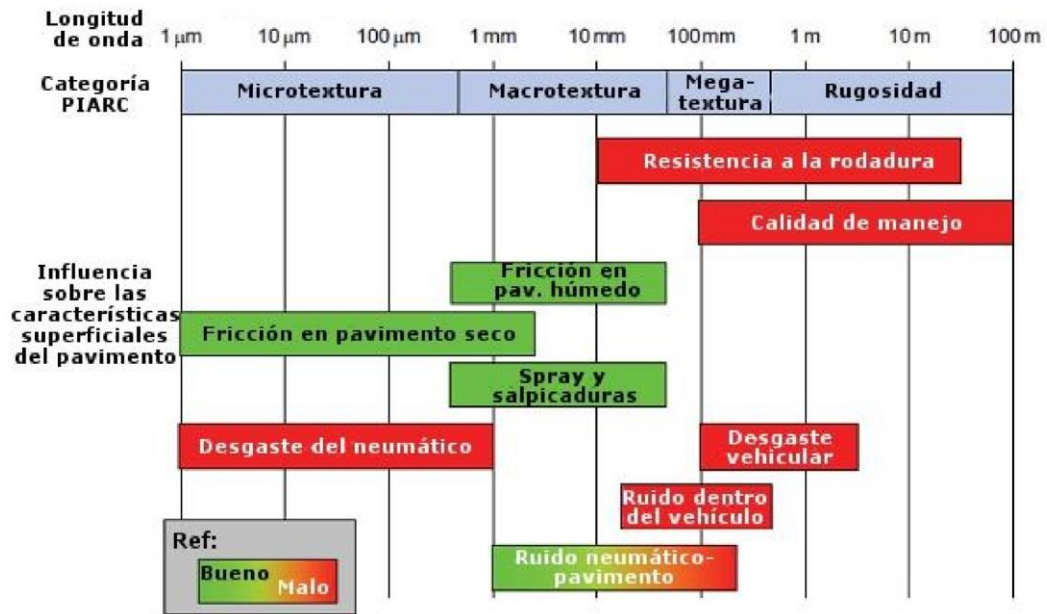 Longitud
de onda
1 µm 10 µm 100 µm 1 mm 10 mm 100 mm 1 m 10 m 100 m
Categoría
PIARC
Microtextura
Macrotextura
Mega-
textura
Rugosidad
Resistencia a la rodadura
Calidad de manejo
Influencia
sobre las
características
superficiales
del pavimento
Fricción en
pav. húmedo
Fricción en pavimento seco
Spray y
salpicaduras
Desgaste del neumático
Desgaste
vehicular
Ruido dentro
del vehículo
Ruido neumático-
pavimento
Ref:
Bueno
Malo